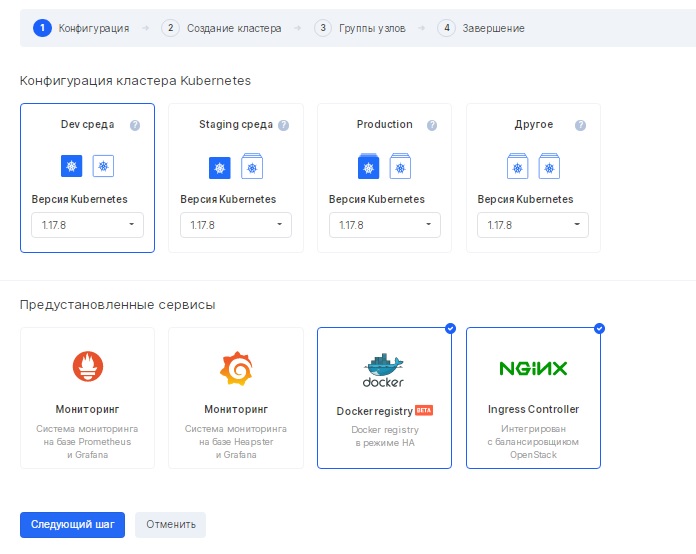 1 Конфигурация → 2 Создание кластера → 3 Группы узлов → 4 Завершение
Конфигурация кластера Kubernetes
Dev среда ? Staging среда ? Production ? Другое ?
Версия Kubernetes Версия Kubernetes Версия Kubernetes Версия Kubernetes
1.17.8 1.17.8 1.17.8 1.17.8
Предустановленные сервисы
docker NGINX
Мониторинг Мониторинг Docker registry BETA Ingress Controller
Система мониторинга Система мониторинга Docker registry Интегрирован
на базе Prometheus на базе Heapster в режиме HA с балансировщиком
и Grafana и Grafana OpenStack
Следующий шаг Отменить